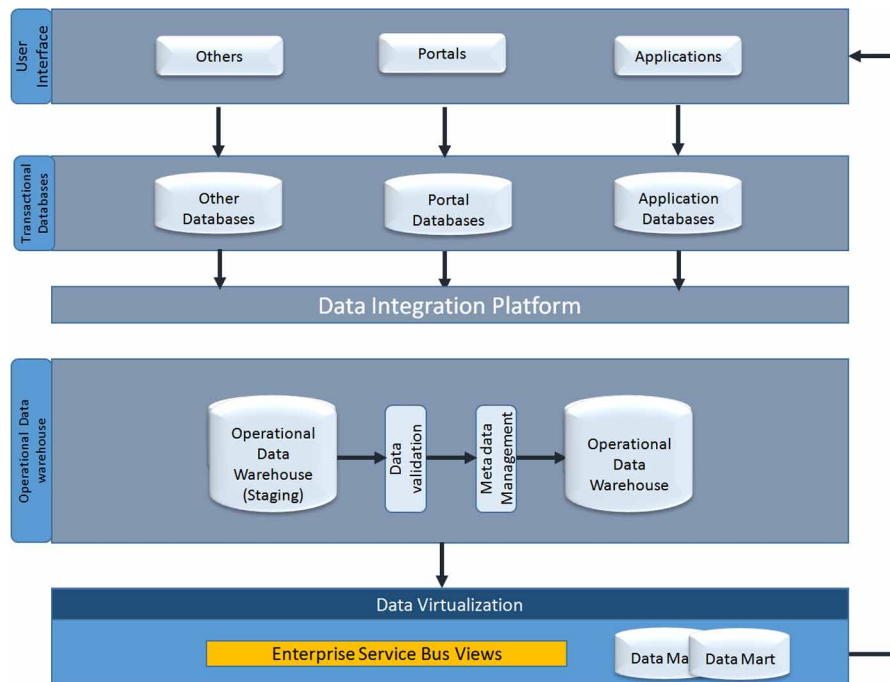 User
Interface
Others
Portals
Applications
Transactional
Databases
Other
Databases
Portal
Databases
Application
Databases
Data Integration Platform
Operational Data
warehouse
Operational
Data
Warehouse
(Staging)
Data
validation
Meta data
Management
Operational
Data
Warehouse
Data Virtualization
Enterprise Service Bus Views
Data Ma
Data Mart